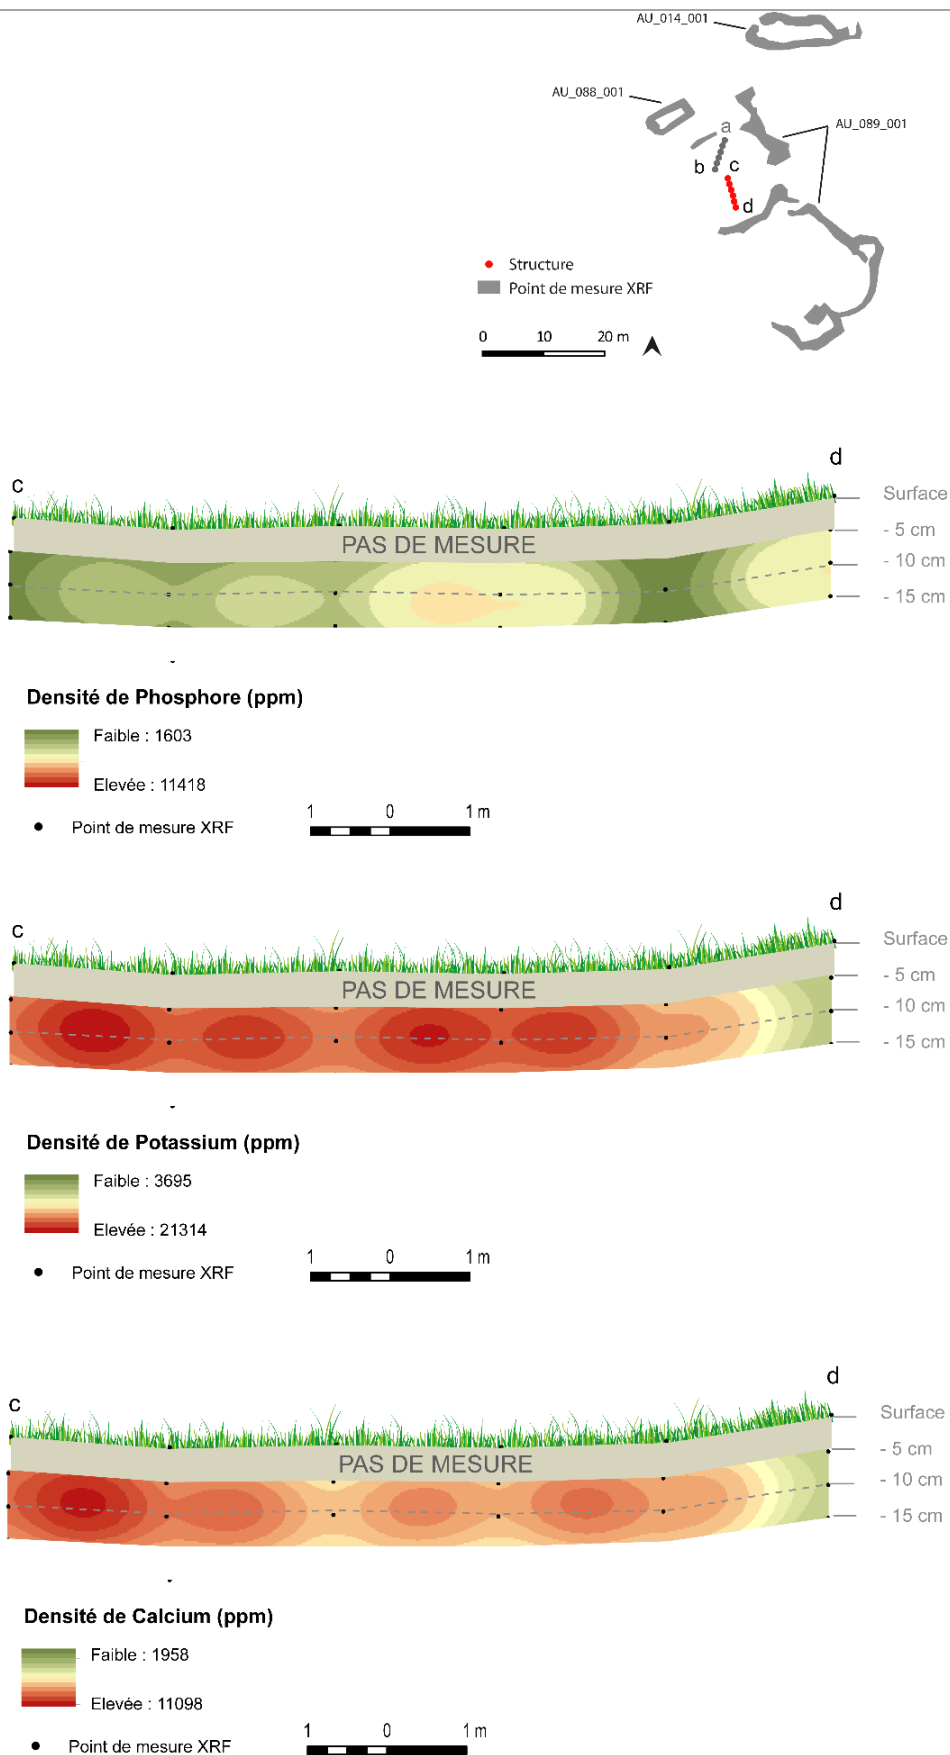 AU_014_001
AU_088_001
AU_089_001
a
b
c
d
Structure
Point de mesure XRF
0 10 20 m
c
d
Surface
- 5 cm
PAS DE MESURE
- 10 cm
- 15 cm
Densité de Phosphore (ppm)
Faible : 1603
Elevée : 11418
Point de mesure XRF
1 0 1 m
c
d
Surface
- 5 cm
PAS DE MESURE
- 10 cm
- 15 cm
Densité de Potassium (ppm)
Faible : 3695
Elevée : 21314
Point de mesure XRF
1 0 1 m
c
d
Surface
- 5 cm
PAS DE MESURE
- 10 cm
- 15 cm
Densité de Calcium (ppm)
Faible : 1958
Elevée : 11098
Point de mesure XRF
1 0 1 m